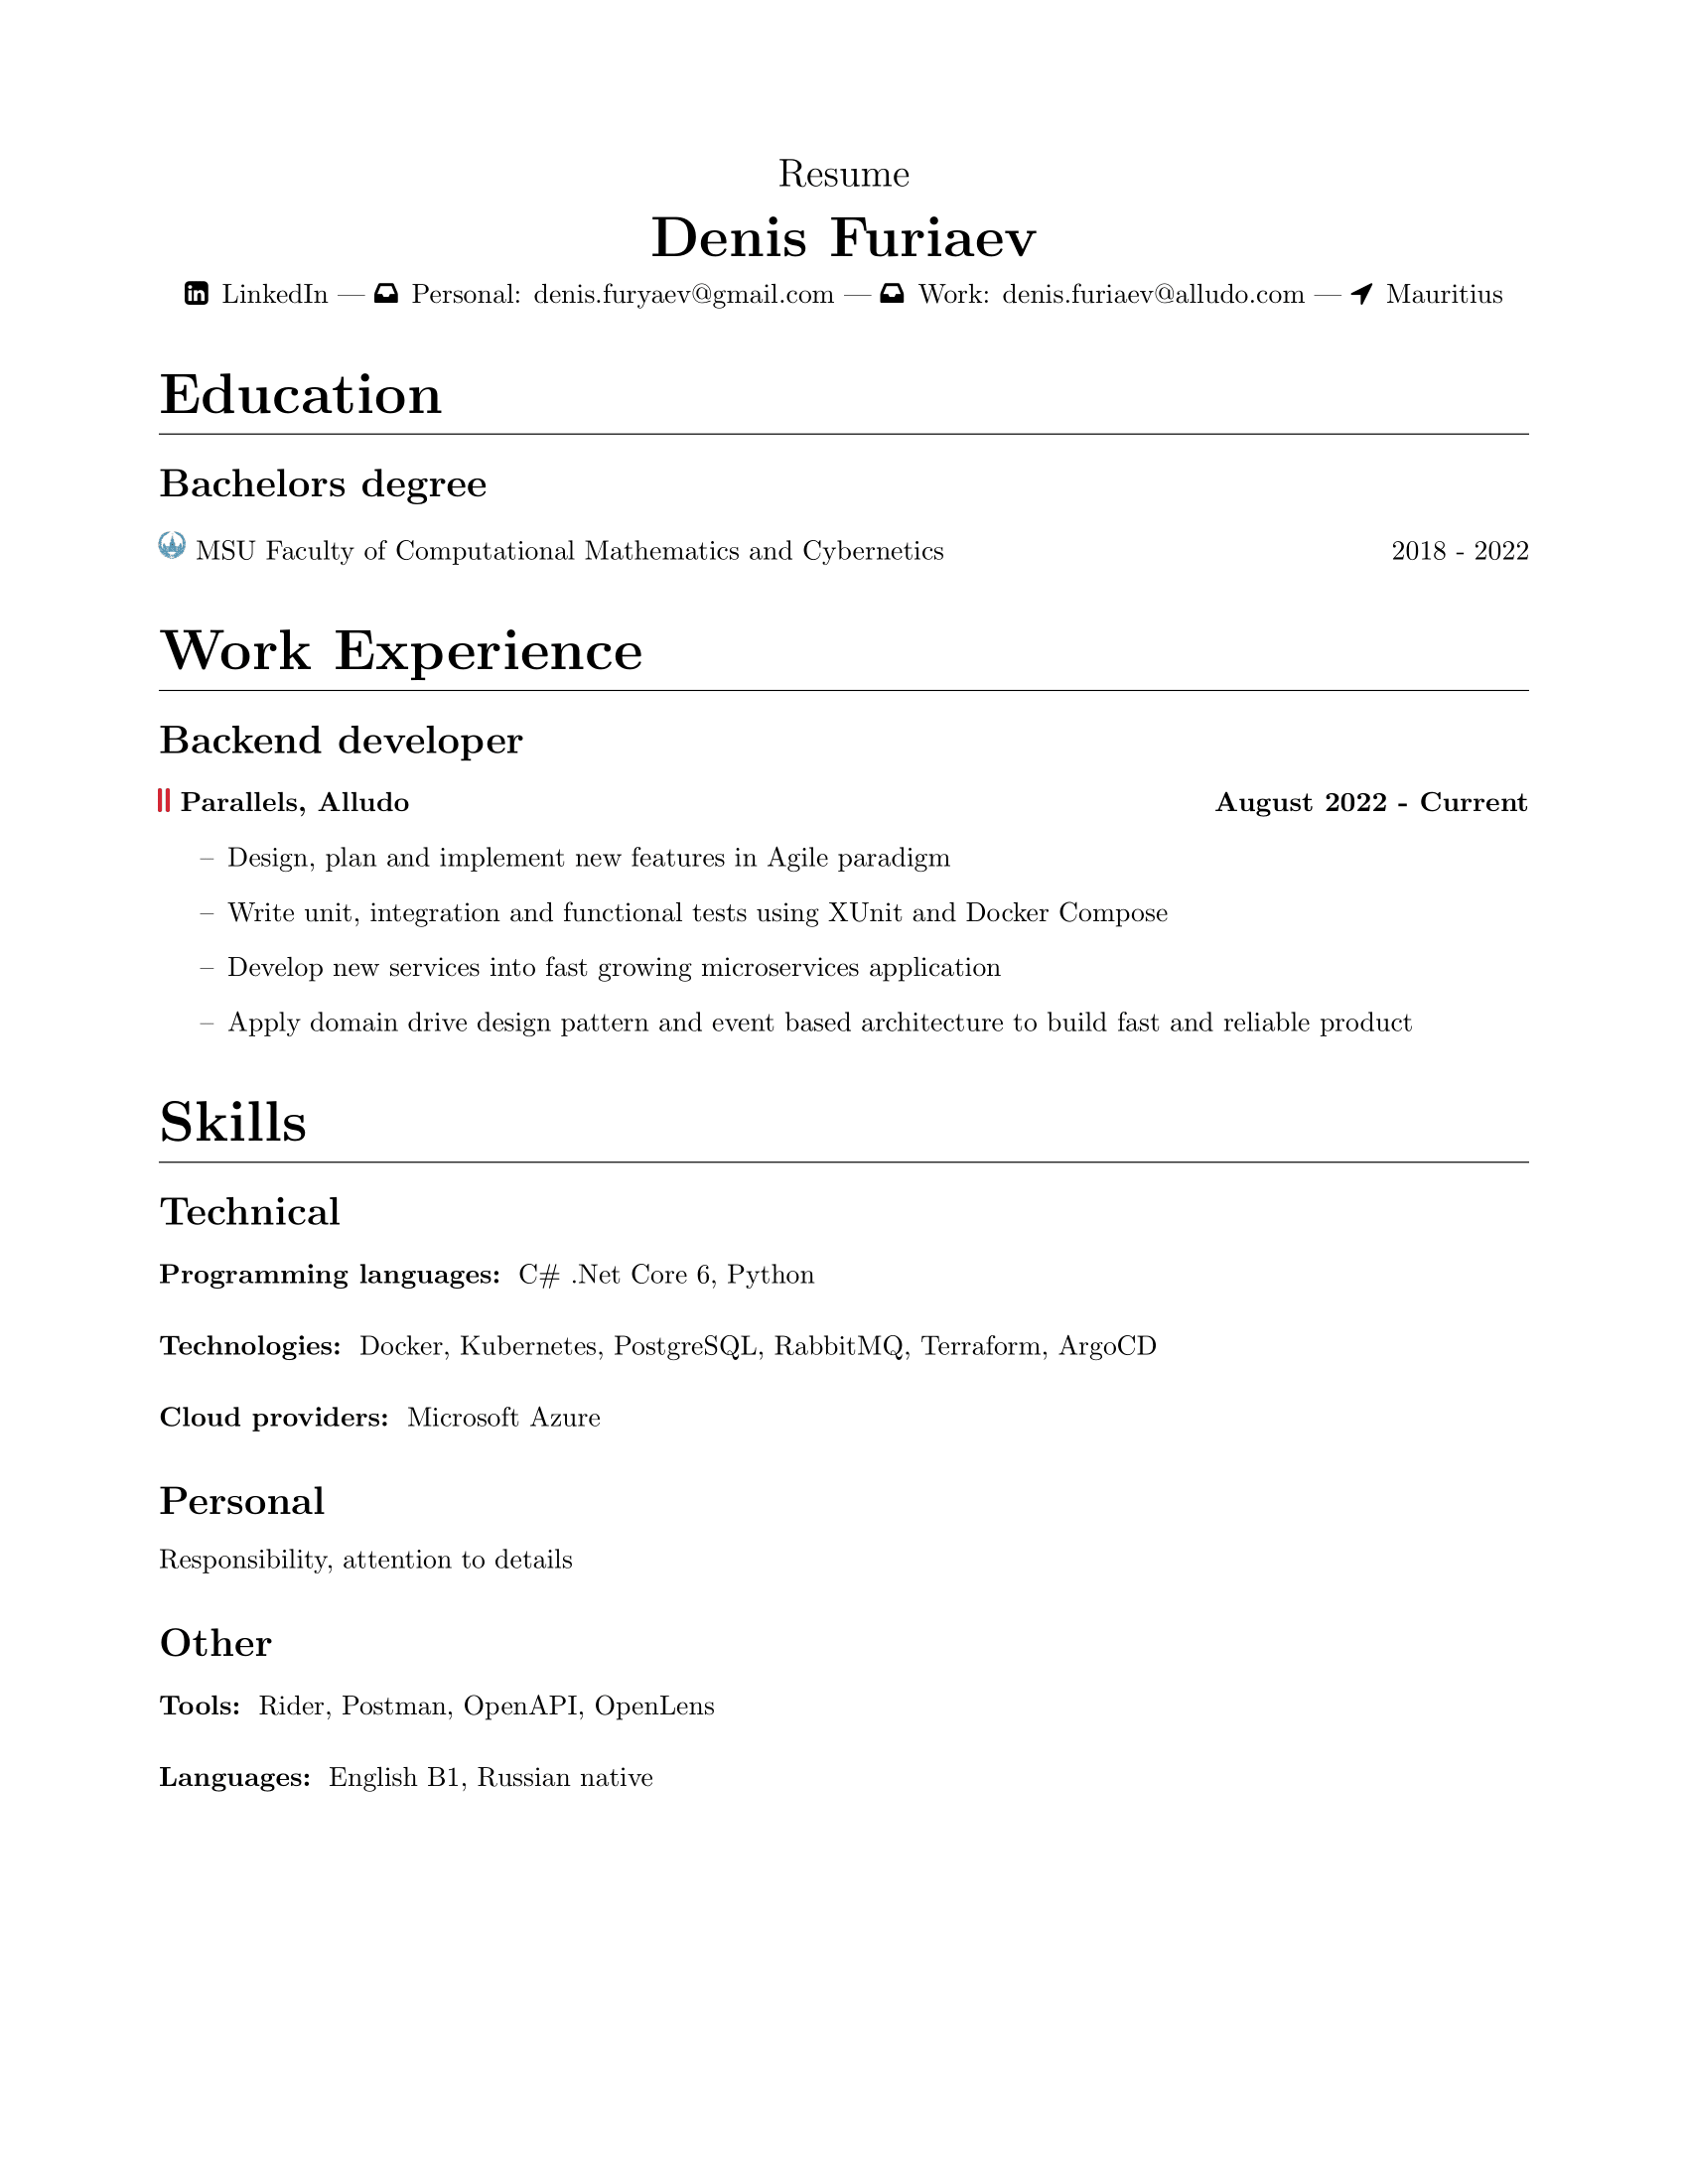 Resume
Denis Furiaev
LinkedIn — Personal: denis.furyaev@gmail.com — Work: denis.furiaev@alludo.com — Mauritius
Education
Bachelors degree
MSU Faculty of Computational Mathematics and Cybernetics 2018 - 2022
Work Experience
Backend developer
Parallels, Alludo August 2022 - Current
– Design, plan and implement new features in Agile paradigm
– Write unit, integration and functional tests using XUnit and Docker Compose
– Develop new services into fast growing microservices application
– Apply domain drive design pattern and event based architecture to build fast and reliable product
Skills
Technical
Programming languages: C# .Net Core 6, Python
Technologies: Docker, Kubernetes, PostgreSQL, RabbitMQ, Terraform, ArgoCD
Cloud providers: Microsoft Azure
Personal
Responsibility, attention to details
Other
Tools: Rider, Postman, OpenAPI, OpenLens
Languages: English B1, Russian native